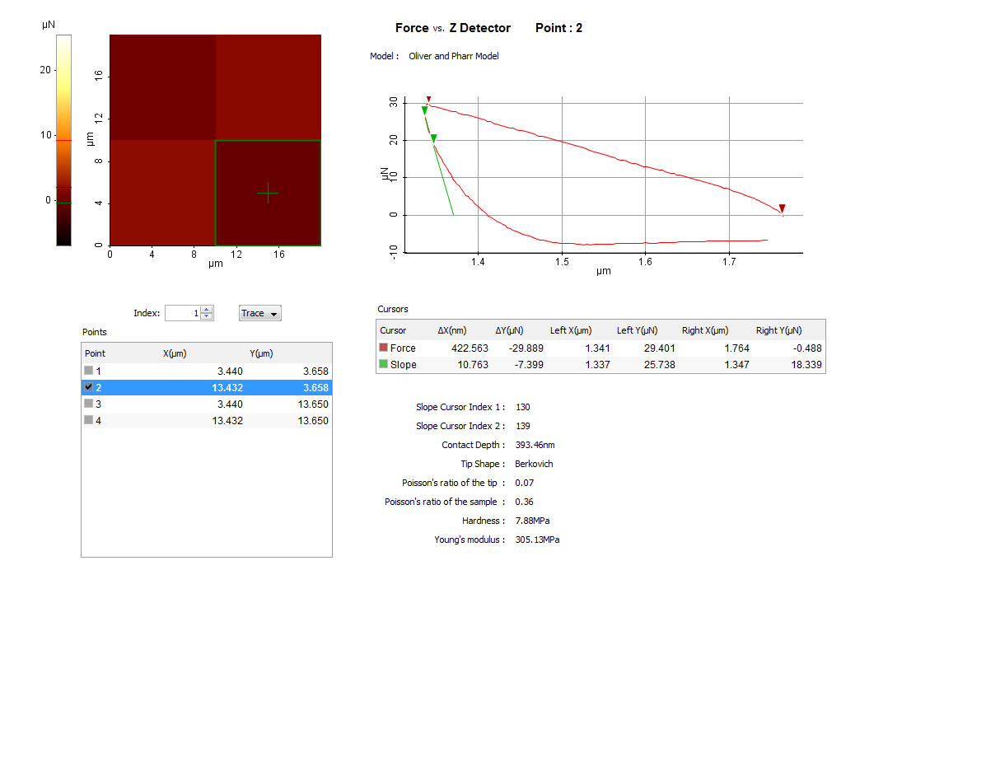 µN
20
10
0
16
12
8
4
0
µm
0 4 8 12 16
µm
Force vs. Z Detector Point : 2
Model : Oliver and Pharr Model
30
20
10
0
-10
µN
1.4 1.5 1.6 1.7
µm
Index: 1 Trace
Points
Point X(µm) Y(µm)
1 3.440 3.658
2 13.432 3.658
3 3.440 13.650
4 13.432 13.650
Cursors
Cursor ΔX(nm) ΔY(µN) Left X(µm) Left Y(µN) Right X(µm) Right Y(µN)
Force 422.563 -29.889 1.341 29.401 1.764 -0.488
Slope 10.763 -7.399 1.337 25.738 1.347 18.339
Slope Cursor Index 1 : 130
Slope Cursor Index 2 : 139
Contact Depth : 393.46nm
Tip Shape : Berkovich
Poisson's ratio of the tip : 0.07
Poisson's ratio of the sample : 0.36
Hardness : 7.88MPa
Young's modulus : 305.13MPa